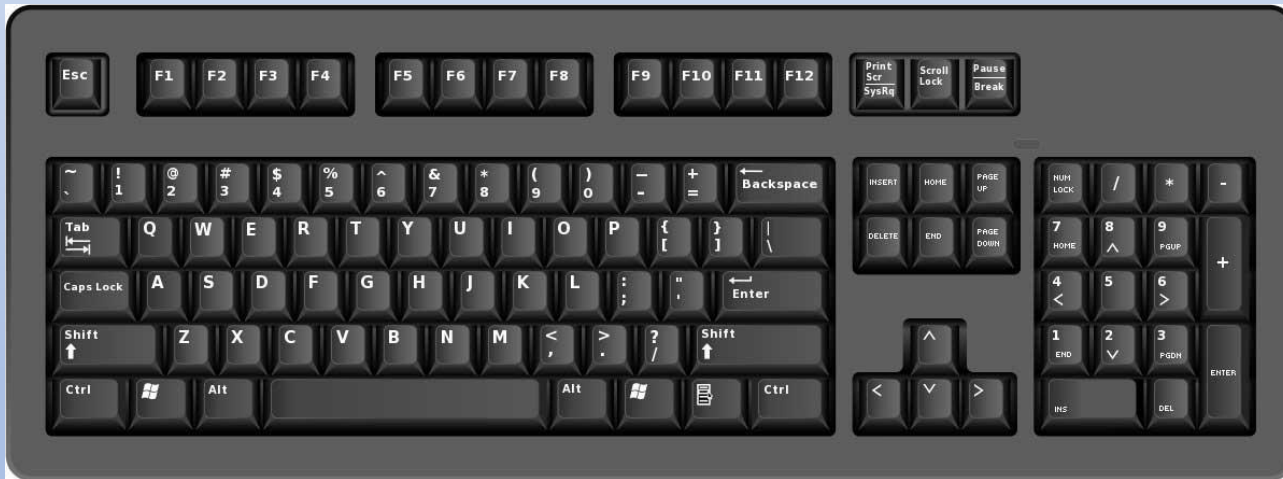 Esc F1 F2 F3 F4 F5 F6 F7 F8 F9 F10 F11 F12 Print Scr SysRq Scroll Lock Pause Break
~ ` ! 1 @ 2 # 3 $ 4 % 5 ^ 6 & 7 * 8 ( 9 ) 0 — - + = Backspace INSERT HOME PAGE UP NUM LOCK / * -
Tab Q W E R T Y U I O P { [ } ] | \ DELETE END PAGE DOWN 7 HOME 8 9 PGUP +
Caps Lock A S D F G H J K L : ; " ' Enter 4 < 5 6 >
Shift Z X C V B N M < , > . ? / Shift 1 END 2 3 PGDN ENTER
Ctrl Alt Alt Ctrl < > INS DEL